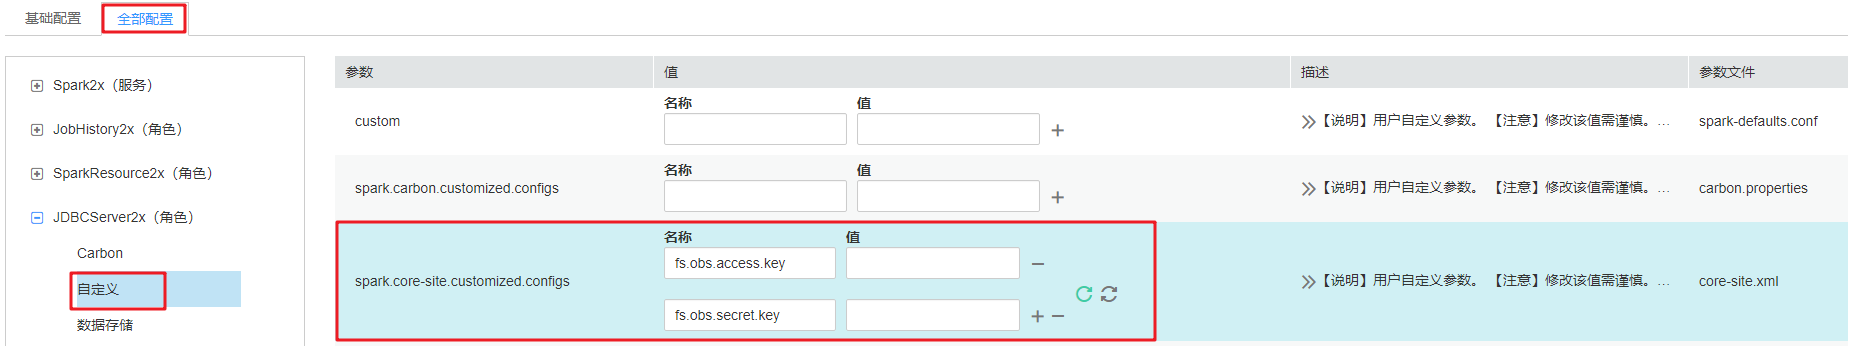 基础配置 全部配置
Spark2x（服务）
JobHistory2x（角色）
SparkResource2x（角色）
JDBCServer2x（角色）
Carbon
自定义
数据存储
参数 值 描述 参数文件
名称 值
custom 【说明】用户自定义参数。 【注意】修改该值需谨慎。... spark-defaults.conf
名称 值
spark.carbon.customized.configs 【说明】用户自定义参数。 【注意】修改该值需谨慎。... carbon.properties
名称 值
fs.obs.access.key
spark.core-site.customized.configs 【说明】用户自定义参数。 【注意】修改该值需谨慎。... core-site.xml
fs.obs.secret.key